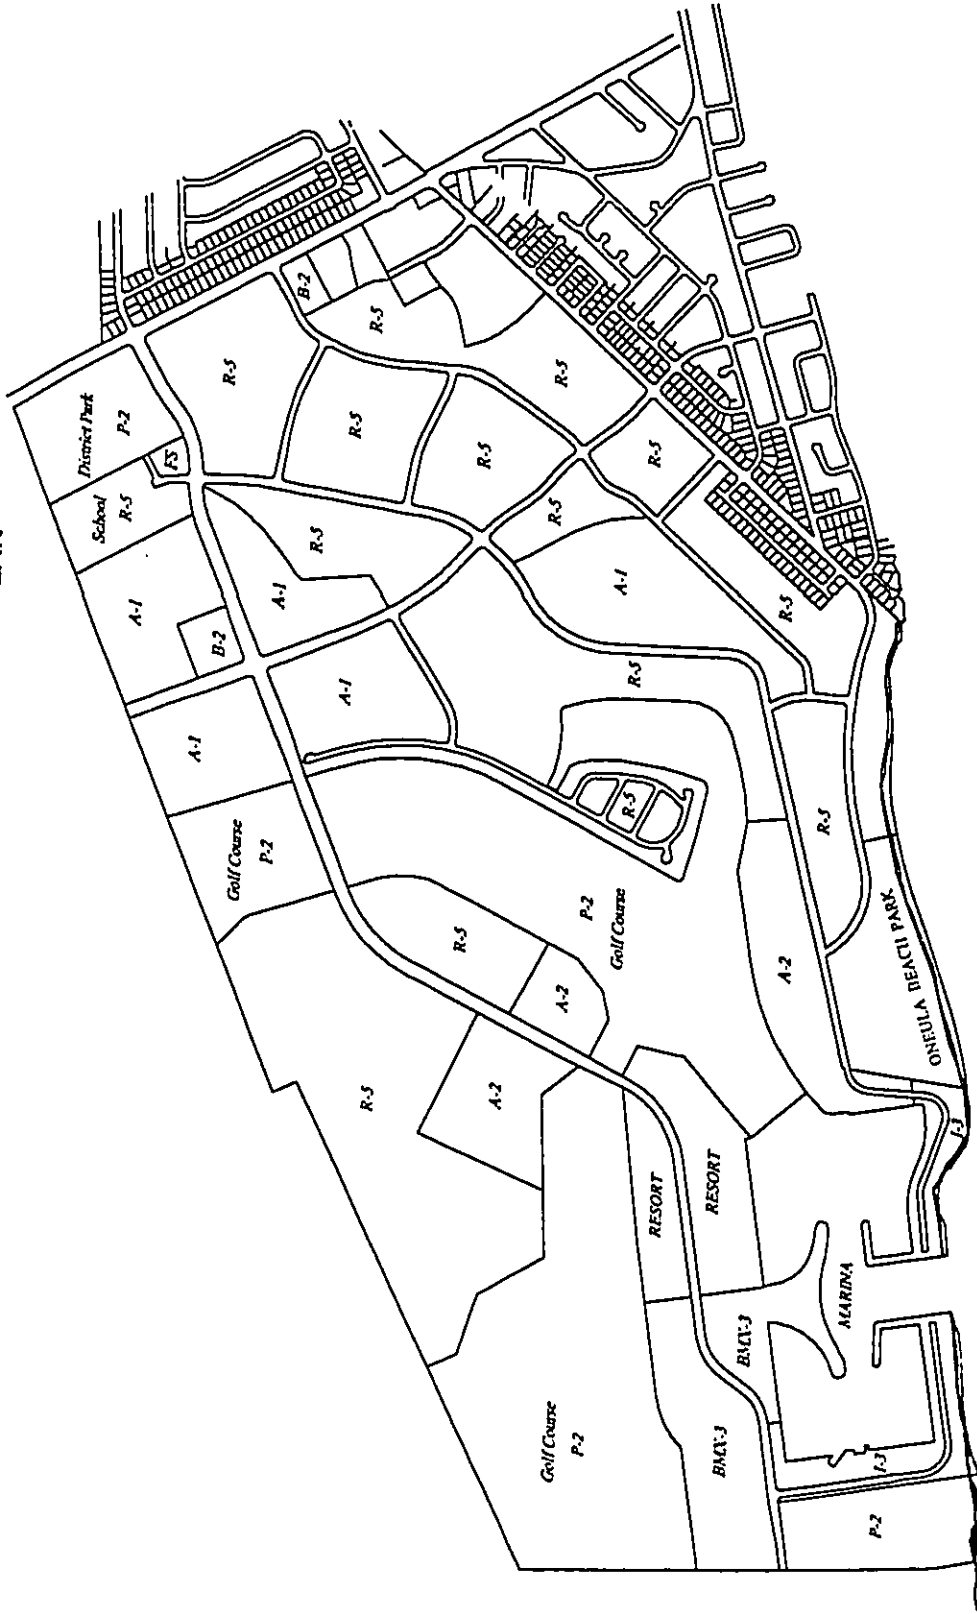 District Park
P-2
School
R-5
FS
A-1
B-2
A-1
Golf Course
P-2
R-5
B-2
R-5
R-5
R-5
R-5
R-5
R-5
R-5
A-1
A-1
A-1
R-5
R-5
R-5
R-5
R-5
P-2
Golf Course
R-5
A-2
A-2
R-5
A-2
ONEULA BEACH PARK
RESORT
RESORT
I-3
MARINA
BMX-3
BMX-3
I-3
Golf Course
P-2
P-2